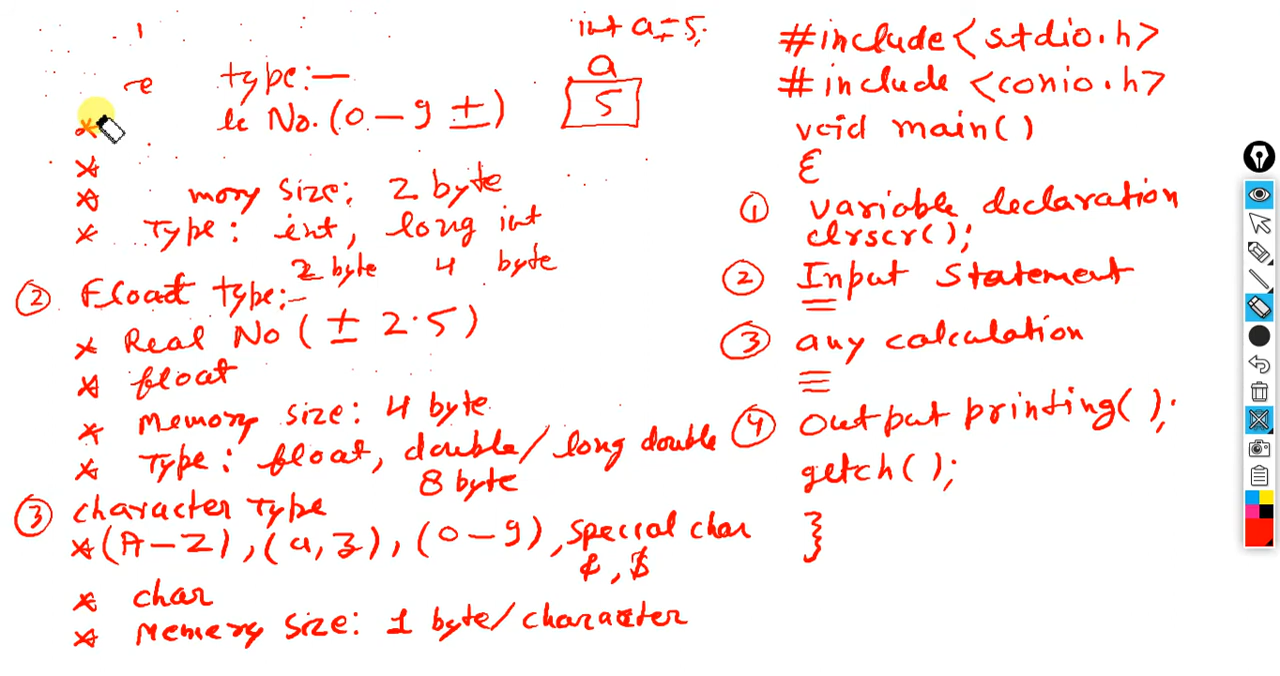 type:—
No. (0 – 9 ±)
mory size: 2 byte
Type: int, long int
2 byte 4 byte
② Float type:–
* Real No (± 2.5)
* float
* Memory size: 4 byte
* Type: float, double/long double
8 byte
③ character Type
* (A–Z), (a,z), (0–9), special char
₤, $
* char
* Memory size: 1 byte/character
int a=5;
a
5
#include<stdio.h>
#include <conio.h>
void main()
{
① variable declaration
clrscr();
② Input Statement
③ any calculation
④ output printing();
getch();
}